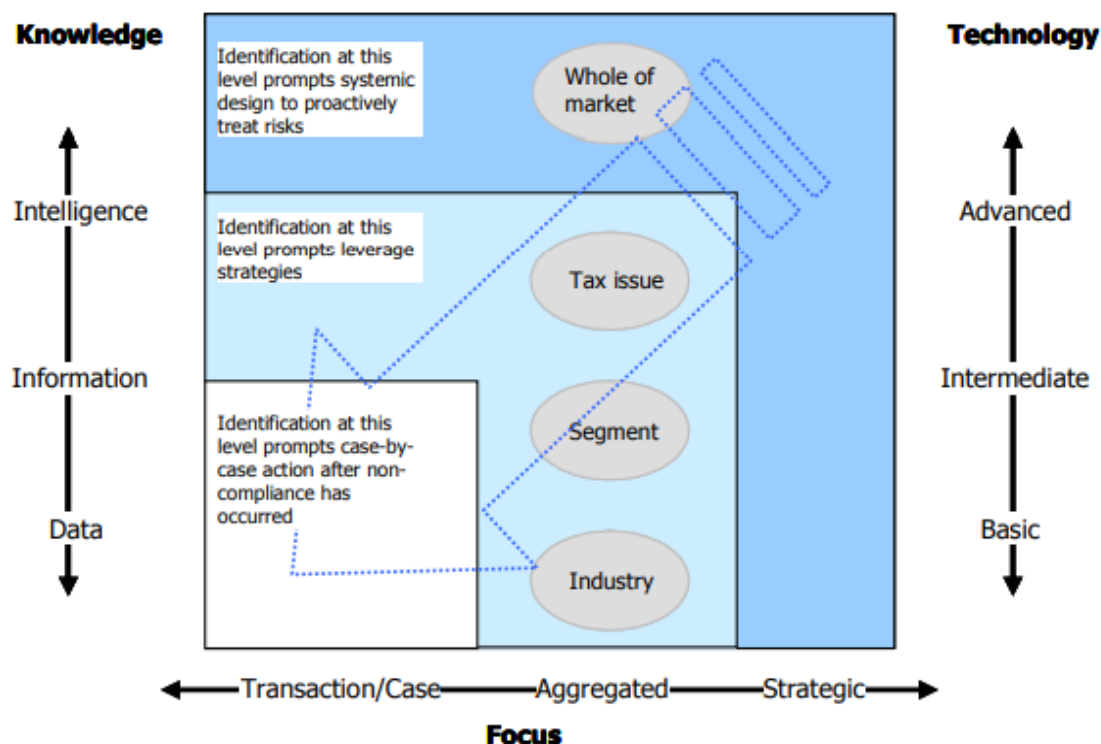 Knowledge
Technology
Identification at this
level prompts systemic
design to proactively
treat risks
Whole of
market
Intelligence
Advanced
Identification at this
level prompts leverage
strategies
Tax issue
Information
Intermediate
Identification at this
level prompts case-by-
case action after non-
compliance has
occurred
Segment
Data
Basic
Industry
Transaction/Case
Aggregated
Strategic
Focus